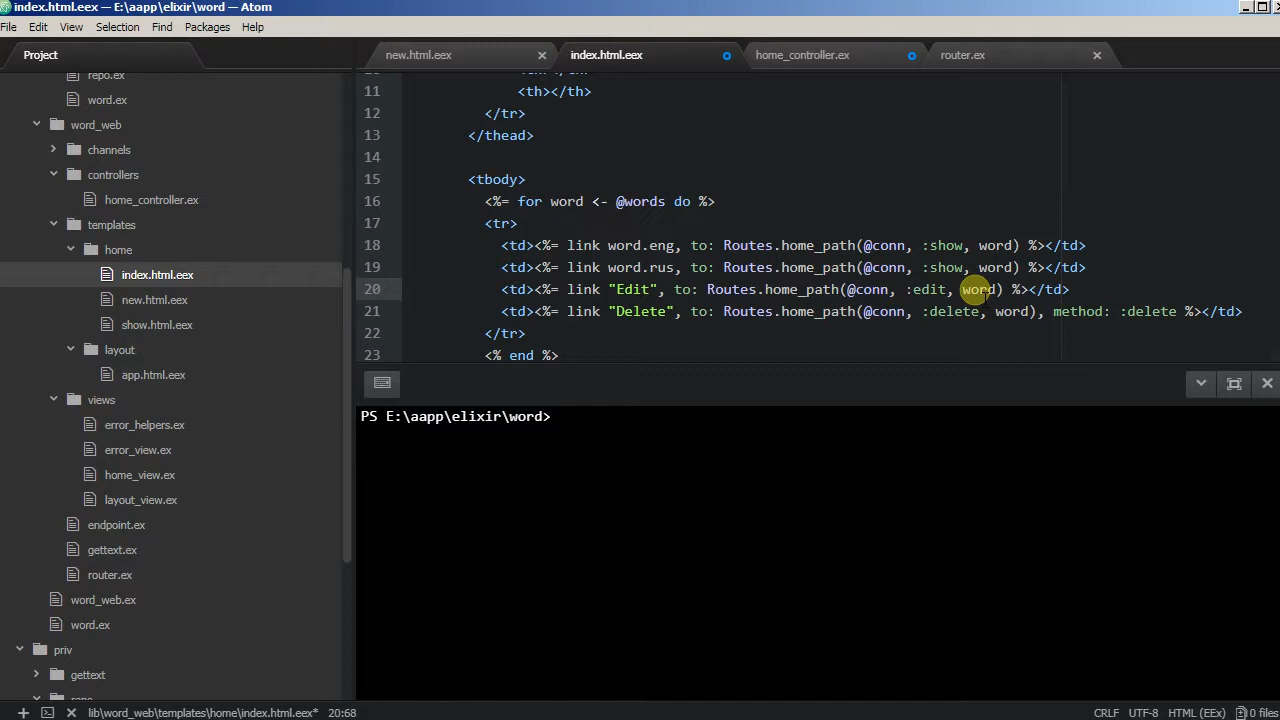 index.html.eex — E:\aapp\elixir\word — Atom
File Edit View Selection Find Packages Help
Project
new.html.eex
index.html.eex
home_controller.ex
router.ex
repo.ex
word.ex
word_web
channels
controllers
home_controller.ex
templates
home
index.html.eex
new.html.eex
show.html.eex
layout
app.html.eex
views
error_helpers.ex
error_view.ex
home_view.ex
layout_view.ex
endpoint.ex
gettext.ex
router.ex
word_web.ex
word.ex
priv
gettext
11 <th></th>
12 </tr>
13 </thead>
14
15 <tbody>
16 <%= for word <- @words do %>
17 <tr>
18 <td><%= link word.eng, to: Routes.home_path(@conn, :show, word) %></td>
19 <td><%= link word.rus, to: Routes.home_path(@conn, :show, word) %></td>
20 <td><%= link "Edit", to: Routes.home_path(@conn, :edit, word) %></td>
21 <td><%= link "Delete", to: Routes.home_path(@conn, :delete, word), method: :delete %></td>
22 </tr>
23 <% end %>
PS E:\aapp\elixir\word>
lib\word_web\templates\home\index.html.eex* 20:68
CRLF UTF-8 HTML (EEx) 0 files